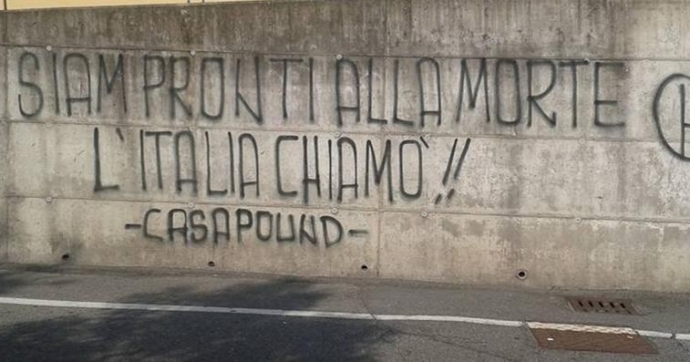 SIAM PRONTI ALLA MORTE
L'ITALIA CHIAMÒ!!
-CASAPOUND-